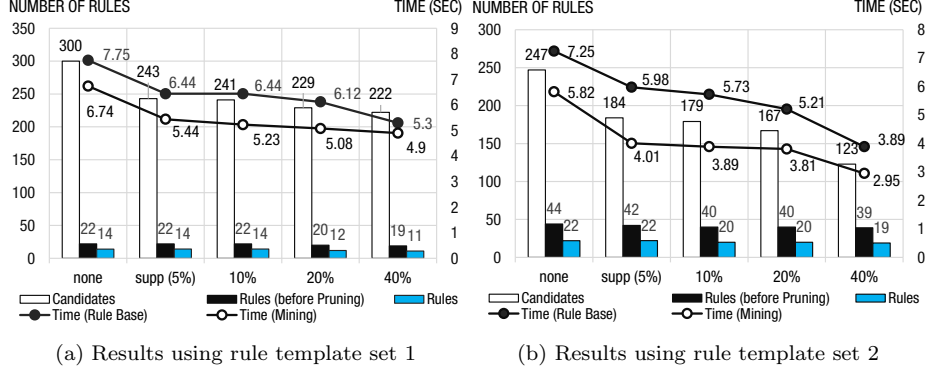 NUMBER OF RULES TIME (SEC)
350 9
300 8
250 7
200 6
150 5
100 4
50 3
0 2
1
0
300 7.75 243 6.44 241 6.44 229 6.12 222 5.3
6.74 5.44 5.23 5.08 4.9
22 14 22 14 22 14 20 12 19 11
none supp (5%) 10% 20% 40%
Candidates Rules (before Pruning) Rules
Time (Rule Base) Time (Mining)
(a) Results using rule template set 1
NUMBER OF RULES TIME (SEC)
300 8
250 7
200 6
150 5
100 4
50 3
0 2
1
0
247 7.25 184 5.98 179 5.73 167 5.21 123 3.89
5.82 4.01 3.89 3.81 2.95
44 22 42 22 40 20 40 20 39 19
none supp (5%) 10% 20% 40%
Candidates Rules (before Pruning) Rules
Time (Rule Base) Time (Mining)
(b) Results using rule template set 2